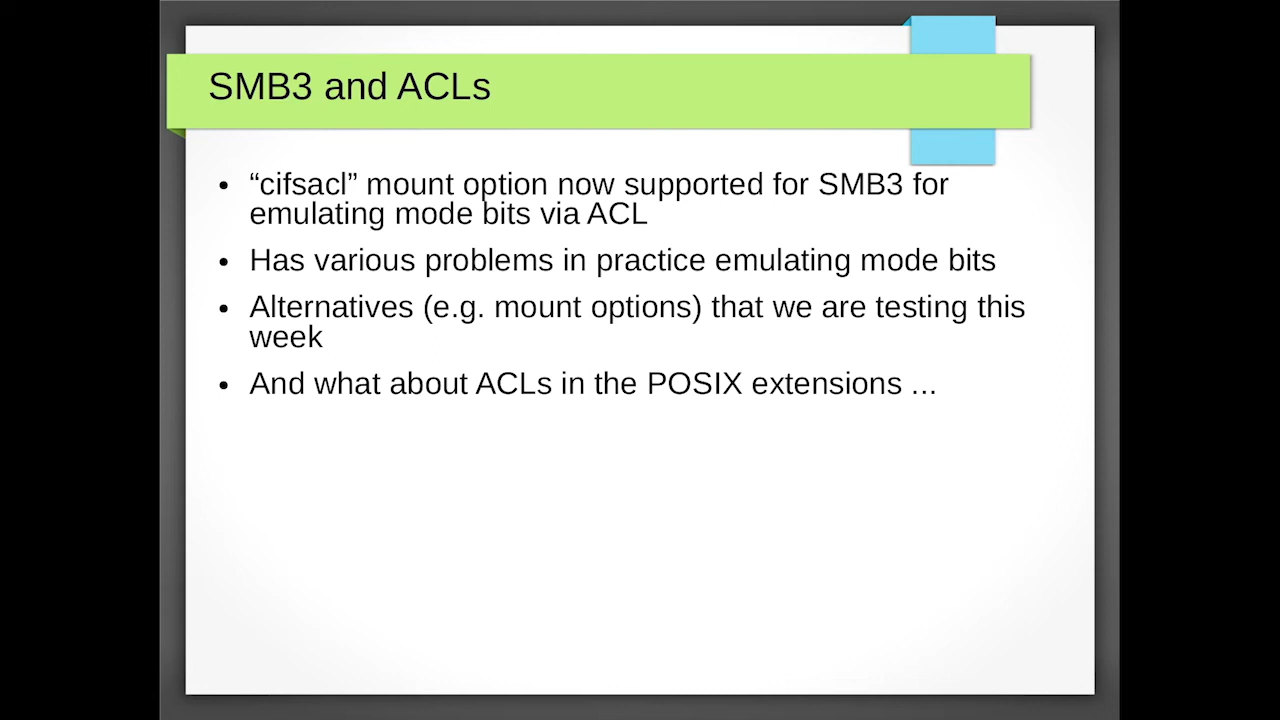 SMB3 and ACLs
• “cifsacl” mount option now supported for SMB3 for
emulating mode bits via ACL
• Has various problems in practice emulating mode bits
• Alternatives (e.g. mount options) that we are testing this
week
• And what about ACLs in the POSIX extensions ...